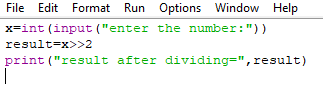 File Edit Format Run Options Window Help
x=int(input("enter the number:"))
result=x>>2
print("result after dividing=",result)